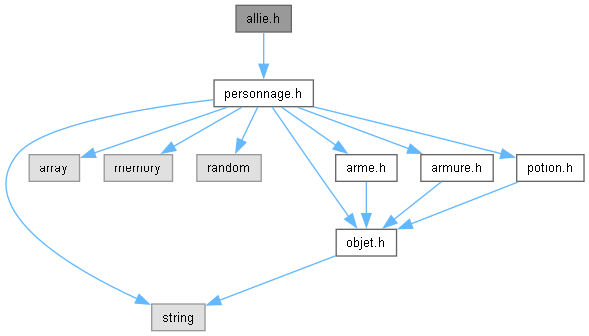 allie.h
personnage.h
array
memory
random
arme.h
armure.h
potion.h
objet.h
string